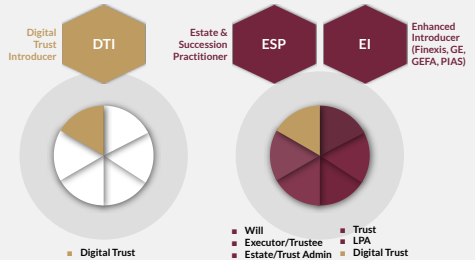 Digital
Trust
Introducer
DTI
Estate &
Succession
Practitioner
ESP
EI
Enhanced
Introducer
(Finexis, GE,
GEFA, PIAS)
Digital Trust
Will
Executor/Trustee
Estate/Trust Admin
Trust
LPA
Digital Trust